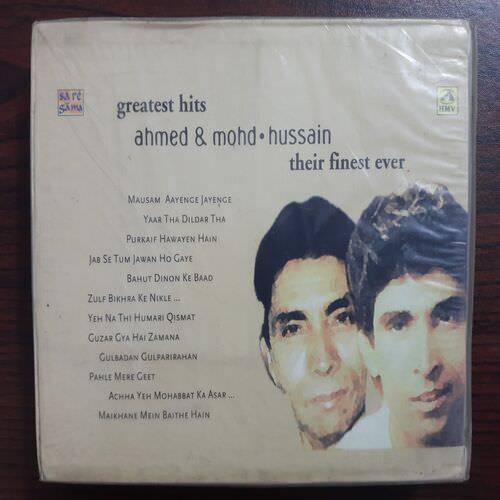 sa re
gama
HMV
greatest hits
ahmed & mohd • hussain
their finest ever
Mausam Aayenge Jayenge
Yaar Tha Dildar Tha
Purkaif Hawayen Hain
Jab Se Tum Jawan Ho Gaye
Bahut Dinon Ke Baad
Zulf Bikhra Ke Nikle ...
Yeh Na Thi Humari Qismat
Guzar Gya Hai Zamana
Gulbadan Gulparirahan
Pahle Mere Geet
Achha Yeh Mohabbat Ka Asar ...
Maikhane Mein Baithe Hain